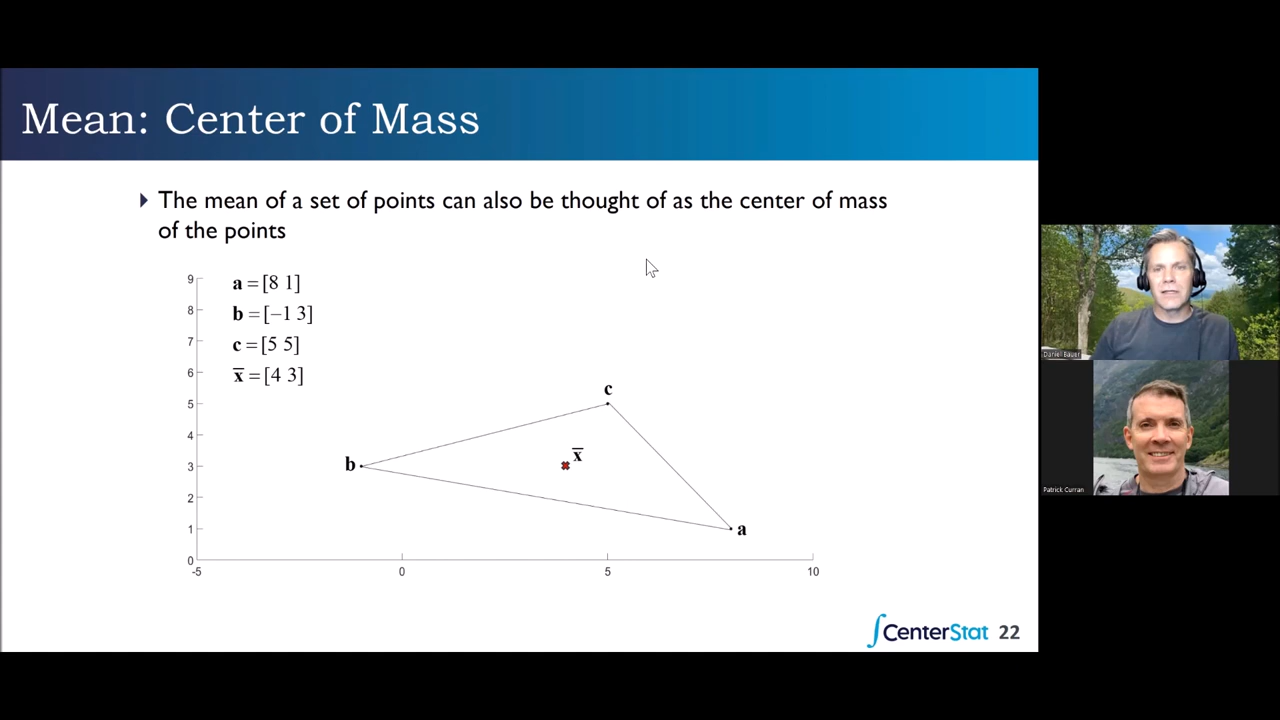 Mean: Center of Mass
The mean of a set of points can also be thought of as the center of mass
of the points
a = [8 1]
b = [−1 3]
c = [5 5]
x̅ = [4 3]
9
8
7
6
5
4
3
2
1
0
-5
0
5
10
c
x̅
b
a
CenterStat 22
Daniel Bauer
Patrick Curran